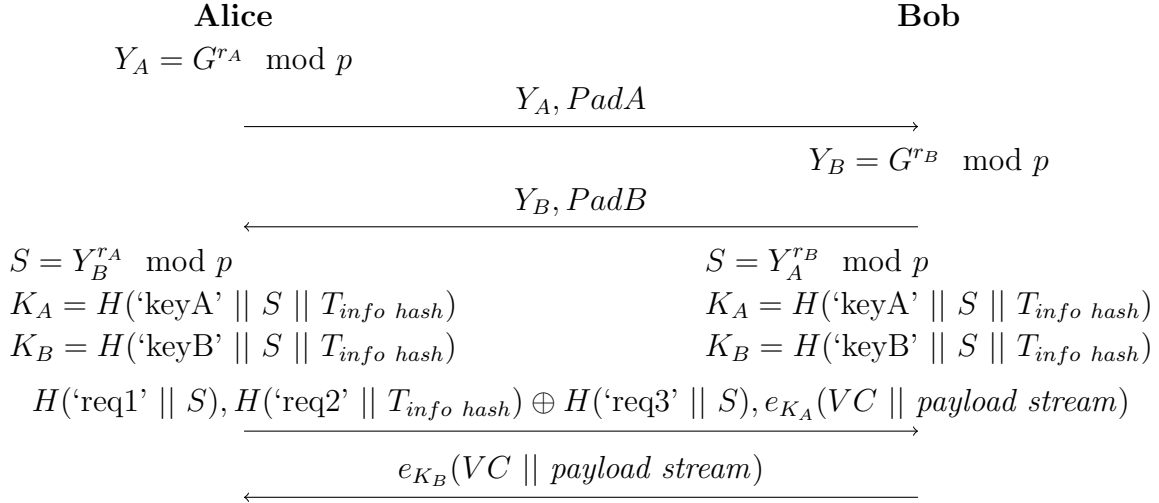 Alice Bob
Y_A = G^{r_A} mod p
Y_A, PadA
Y_B = G^{r_B} mod p
Y_B, PadB
S = Y_B^{r_A} mod p S = Y_A^{r_B} mod p
K_A = H(‘keyA’ || S || T_{info hash}) K_A = H(‘keyA’ || S || T_{info hash})
K_B = H(‘keyB’ || S || T_{info hash}) K_B = H(‘keyB’ || S || T_{info hash})
H(‘req1’ || S), H(‘req2’ || T_{info hash}) ⊕ H(‘req3’ || S), e_{K_A}(VC || payload stream)
e_{K_B}(VC || payload stream)